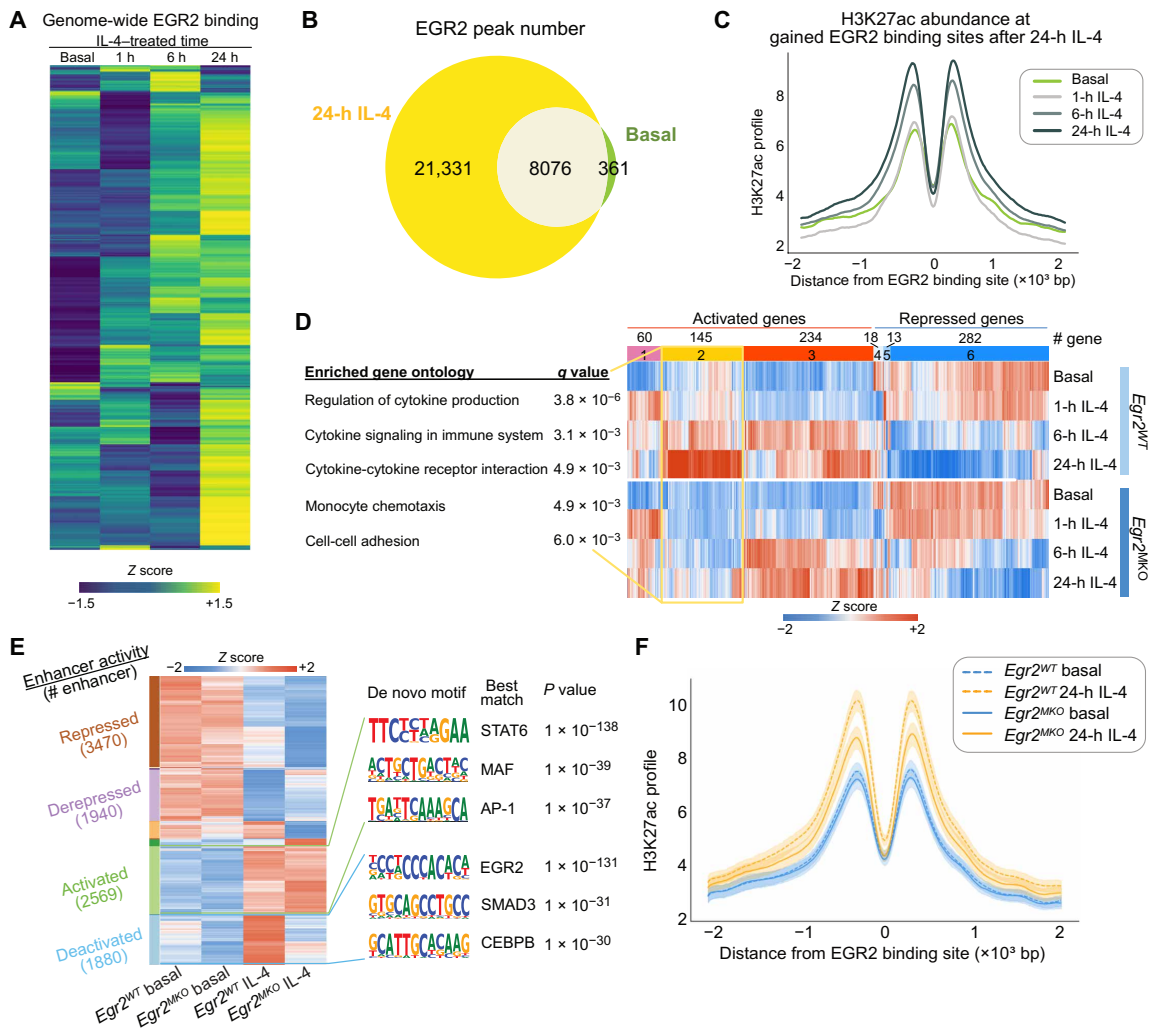 A
Genome-wide EGR2 binding
IL-4–treated time
Basal 1 h 6 h 24 h
Z score
−1.5 +1.5
B
EGR2 peak number
24-h IL-4
Basal
21,331 8076 361
C
H3K27ac abundance at
gained EGR2 binding sites after 24-h IL-4
H3K27ac profile
8
6
4
2
Basal
1-h IL-4
6-h IL-4
24-h IL-4
−2 −1 0 1 2
Distance from EGR2 binding site (×10³ bp)
D
Activated genes Repressed genes
60 145 234 18 13 282 # gene
1 2 3 4 5 6
Enriched gene ontology q value
Regulation of cytokine production 3.8 × 10⁻⁶
Cytokine signaling in immune system 3.1 × 10⁻³
Cytokine-cytokine receptor interaction 4.9 × 10⁻³
Monocyte chemotaxis 4.9 × 10⁻³
Cell-cell adhesion 6.0 × 10⁻³
Basal
1-h IL-4
6-h IL-4
24-h IL-4
Egr2WT
Basal
1-h IL-4
6-h IL-4
24-h IL-4
Egr2MKO
Z score
−2 +2
E
Enhancer activity
(# enhancer)
Z score
−2 +2
Repressed
(3470)
Derepressed
(1940)
Activated
(2569)
Deactivated
(1880)
Egr2WT basal
Egr2MKO basal
Egr2WT IL-4
Egr2MKO IL-4
De novo motif Best match P value
STAT6 1 × 10⁻¹³⁸
MAF 1 × 10⁻³⁹
AP-1 1 × 10⁻³⁷
EGR2 1 × 10⁻¹³¹
SMAD3 1 × 10⁻³¹
CEBPB 1 × 10⁻³⁰
F
Egr2WT basal
Egr2WT 24-h IL-4
Egr2MKO basal
Egr2MKO 24-h IL-4
H3K27ac profile
10
8
6
4
2
−2 −1 0 1 2
Distance from EGR2 binding site (×10³ bp)